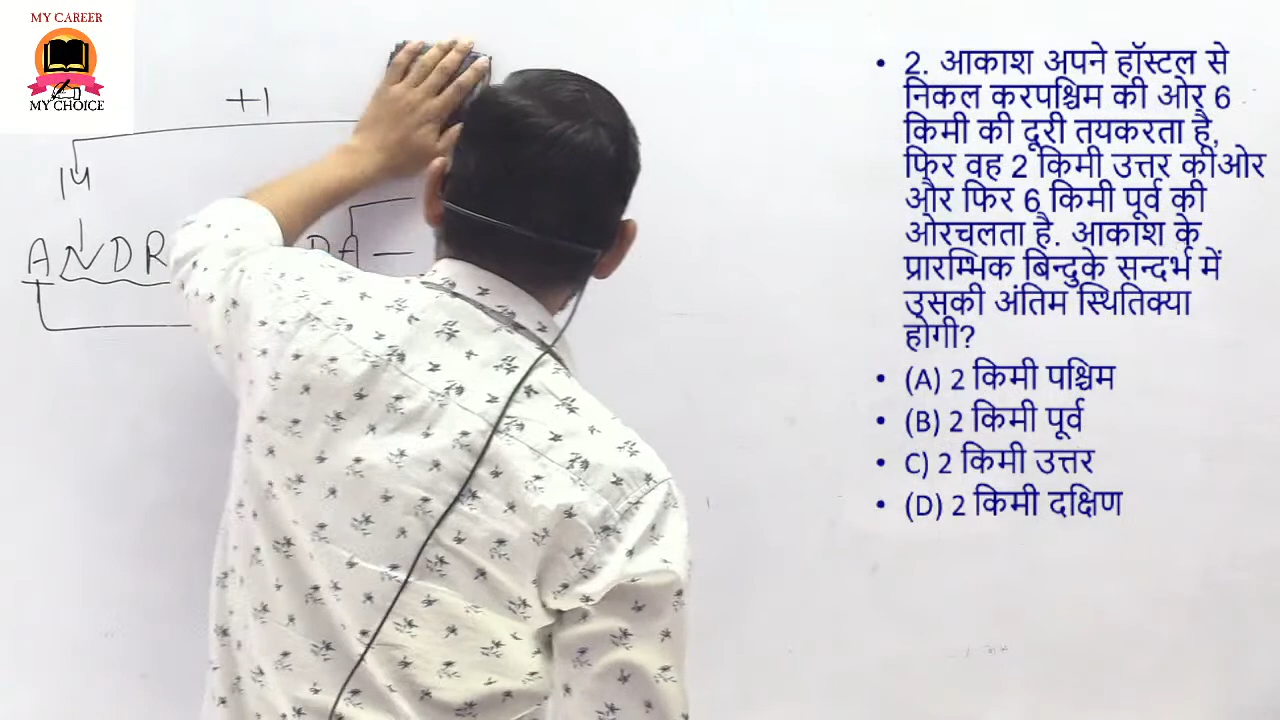 MY CAREER
MY CHOICE
+1
14
ANDR
DA —
• 2. आकाश अपने हॉस्टल से
निकल करपश्चिम की ओर 6
किमी की दूरी तयकरता है,
फिर वह 2 किमी उत्तर कीओर
और फिर 6 किमी पूर्व की
ओरचलता है. आकाश के
प्रारम्भिक बिन्दुके सन्दर्भ में
उसकी अंतिम स्थितिक्या
होगी?
• (A) 2 किमी पश्चिम
• (B) 2 किमी पूर्व
• C) 2 किमी उत्तर
• (D) 2 किमी दक्षिण